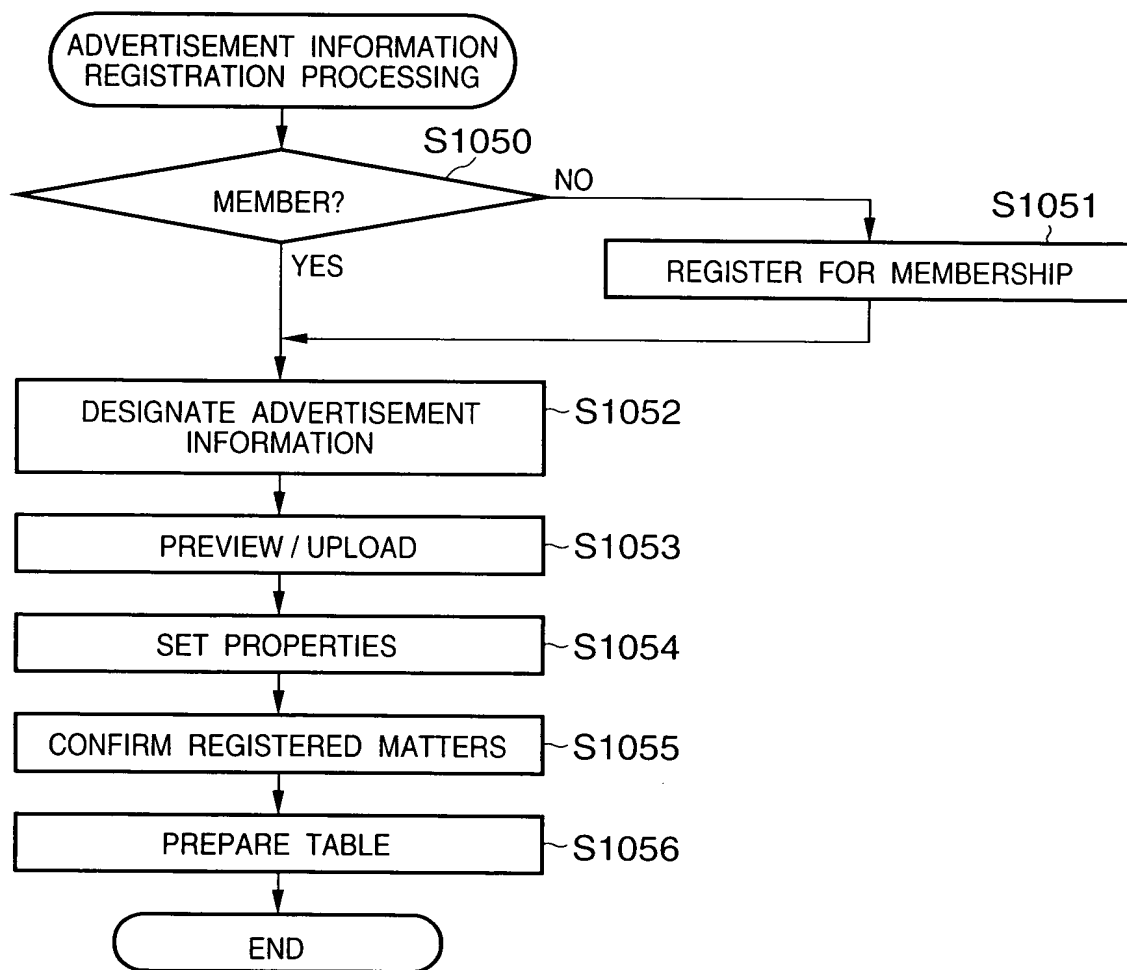 ADVERTISEMENT INFORMATION
REGISTRATION PROCESSING
S1050
MEMBER?
NO
S1051
REGISTER FOR MEMBERSHIP
YES
DESIGNATE ADVERTISEMENT
INFORMATION
S1052
PREVIEW / UPLOAD
S1053
SET PROPERTIES
S1054
CONFIRM REGISTERED MATTERS
S1055
PREPARE TABLE
S1056
END